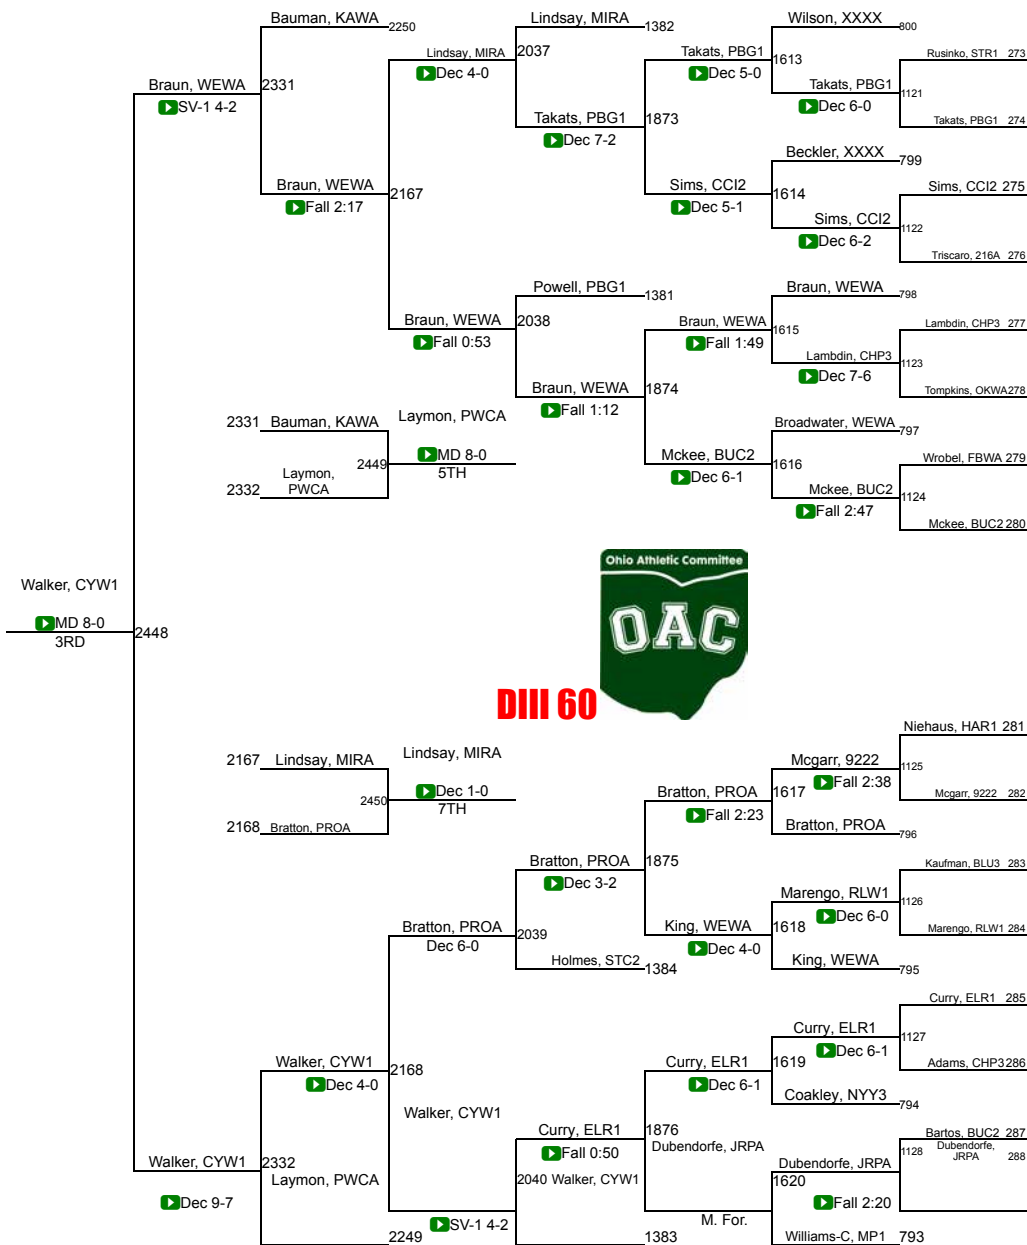 Bauman, KAWA
2250
Lindsay, MIRA
1382
Wilson, XXXX
800
Lindsay, MIRA
2037
Takats, PBG1
1613
Rusinko, STR1 273
Dec 4-0
Dec 5-0
Braun, WEWA
2331
Takats, PBG1
1121
SV-1 4-2
Dec 6-0
Takats, PBG1
1873
Takats, PBG1 274
Dec 7-2
Beckler, XXXX
799
Braun, WEWA
2167
Sims, CCI2
1614
Sims, CCI2 275
Fall 2:17
Dec 5-1
Sims, CCI2
1122
Dec 6-2
Triscaro, 216A 276
Powell, PBG1
1381
Braun, WEWA
798
Braun, WEWA
2038
Braun, WEWA
1615
Lambdin, CHP3 277
Fall 0:53
Fall 1:49
Lambdin, CHP3
1123
Dec 7-6
Braun, WEWA
1874
Tompkins, OKWA 278
Fall 1:12
2331 Bauman, KAWA
Laymon, PWCA
Broadwater, WEWA
797
2449
MD 8-0
5TH
Mckee, BUC2
1616
Wrobel, FBWA 279
Dec 6-1
2332
Laymon,
PWCA
Mckee, BUC2
1124
Fall 2:47
Mckee, BUC2 280
Ohio Athletic Committee
OAC
Walker, CYW1
MD 8-0
3RD
2448
DIII 60
Niehaus, HAR1 281
2167 Lindsay, MIRA
Lindsay, MIRA
Mcgarr, 9222
1125
Fall 2:38
2450
Dec 1-0
7TH
Bratton, PROA
1617
Mcgarr, 9222 282
Fall 2:23
2168 Bratton, PROA
Bratton, PROA
796
Bratton, PROA
1875
Kaufman, BLU3 283
Dec 3-2
Marengo, RLW1
1126
Dec 6-0
Bratton, PROA
2039
King, WEWA
1618
Marengo, RLW1 284
Dec 6-0
Dec 4-0
Holmes, STC2
1384
King, WEWA
795
Curry, ELR1 285
Curry, ELR1
1127
Dec 6-1
Walker, CYW1
2168
Curry, ELR1
1619
Adams, CHP3 286
Dec 4-0
Dec 6-1
Coakley, NYY3
794
Walker, CYW1
Curry, ELR1
1876
Bartos, BUC2 287
Fall 0:50
Dubendorfe, JRPA
1128
Dubendorfe,
JRPA
288
Walker, CYW1
2332
Dubendorfe, JRPA
Laymon, PWCA
2040 Walker, CYW1
1620
Dec 9-7
Fall 2:20
SV-1 4-2
M. For.
2249
1383
Williams-C, MP1
793